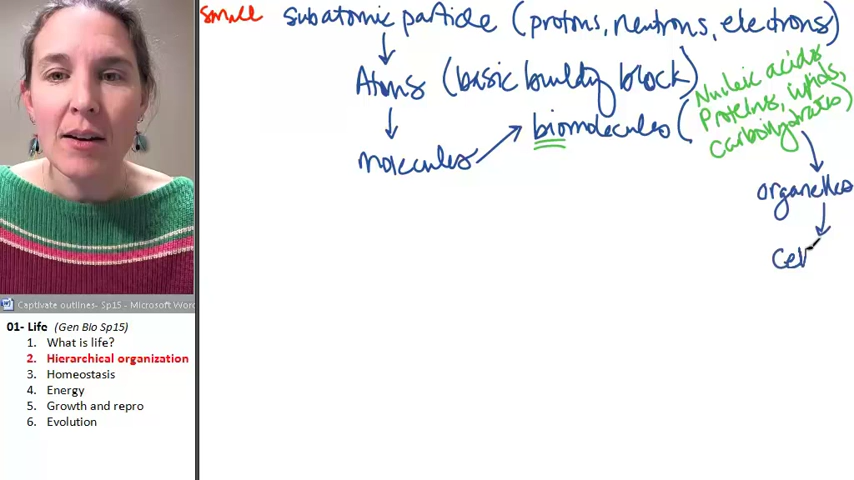 small subatomic particle (protons, neutrons, electrons)
Atoms (basic building block)
molecules
biomolecules (Nucleic acids
Proteins, lipids,
carbohydrates)
organelles
Cel
Captivate outlines- Sp15 - Microsoft Wor
01- Life (Gen Bio Sp15)
1. What is life?
2. Hierarchical organization
3. Homeostasis
4. Energy
5. Growth and repro
6. Evolution